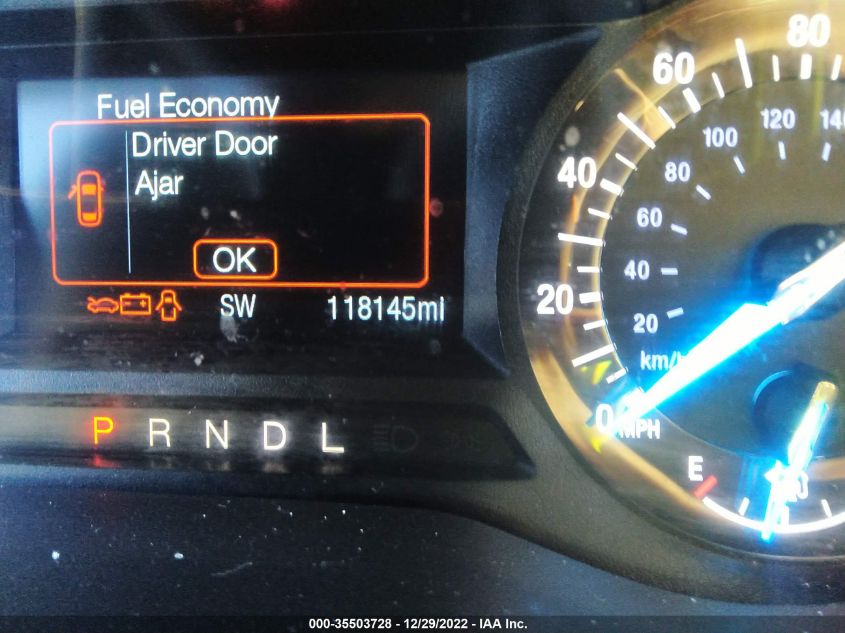 Fuel Economy
Driver Door
Ajar
OK
SW 118145mi
P R N D L
0 20 40 60 80
20 40 60 80 100 120
km/
MPH
E
000-35503728 - 12/29/2022 - IAA Inc.